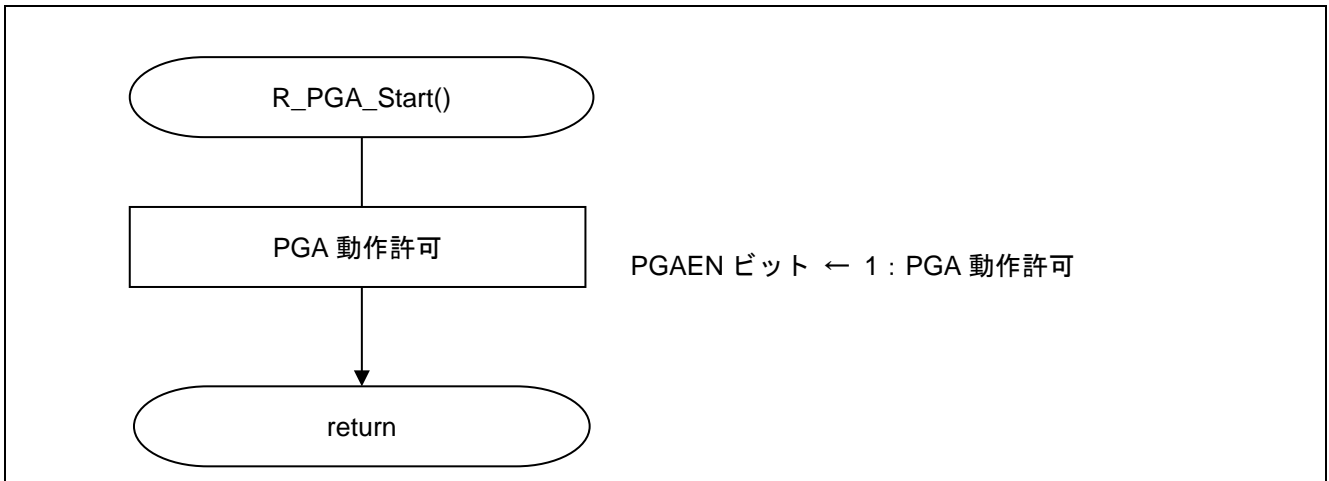 R_PGA_Start()
PGA 動作許可
PGAEN ビット ← 1：PGA 動作許可
return